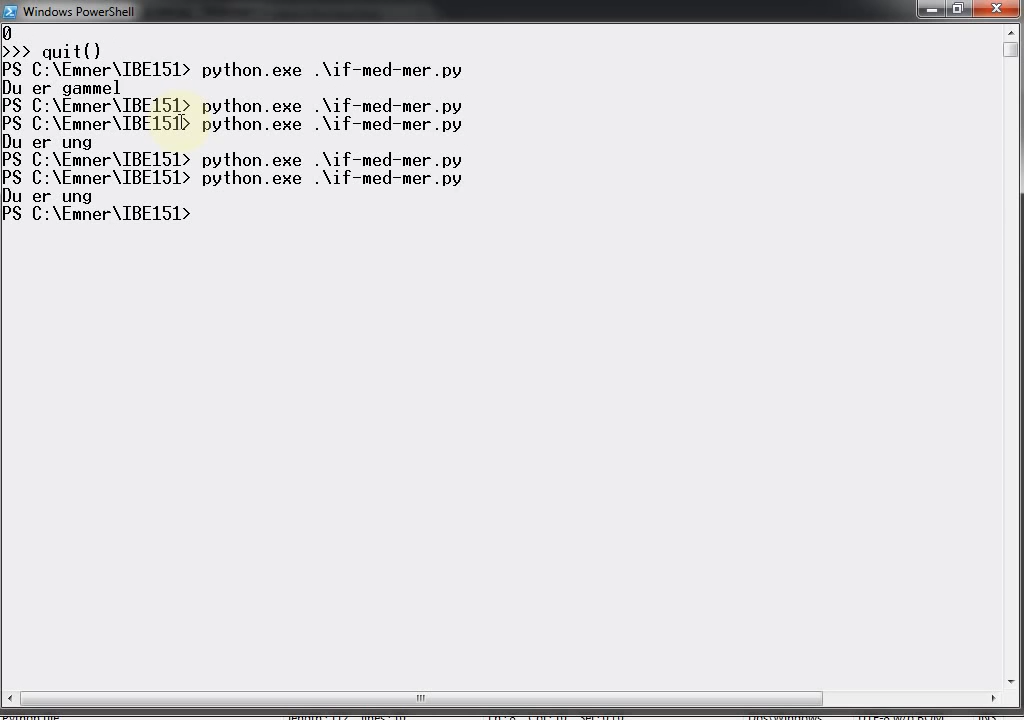 Windows PowerShell
0
>>> quit()
PS C:\Emner\IBE151> python.exe .\if-med-mer.py
Du er gammel
PS C:\Emner\IBE151> python.exe .\if-med-mer.py
PS C:\Emner\IBE151> python.exe .\if-med-mer.py
Du er ung
PS C:\Emner\IBE151> python.exe .\if-med-mer.py
PS C:\Emner\IBE151> python.exe .\if-med-mer.py
Du er ung
PS C:\Emner\IBE151>